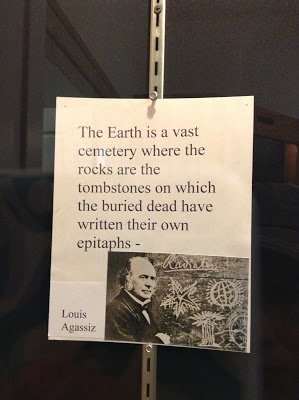 The Earth is a vast
cemetery where the
rocks are the
tombstones on which
the buried dead have
written their own
epitaphs -
Louis
Agassiz